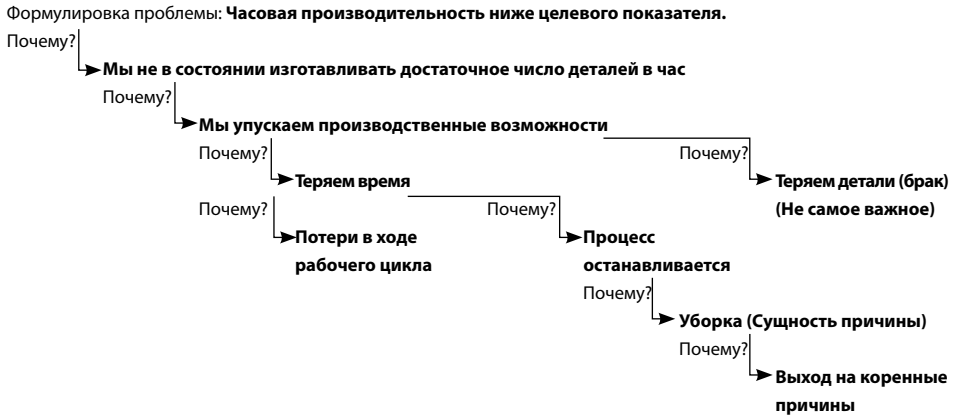 Формулировка проблемы: Часовая производительность ниже целевого показателя.
Почему?
Мы не в состоянии изготавливать достаточное число деталей в час
Почему?
Мы упускаем производственные возможности
Почему? Почему?
Теряем время Теряем детали (брак)
Почему? Почему? (Не самое важное)
Потери в ходе Процесс
рабочего цикла останавливается
Почему?
Уборка (Сущность причины)
Почему?
Выход на коренные
причины